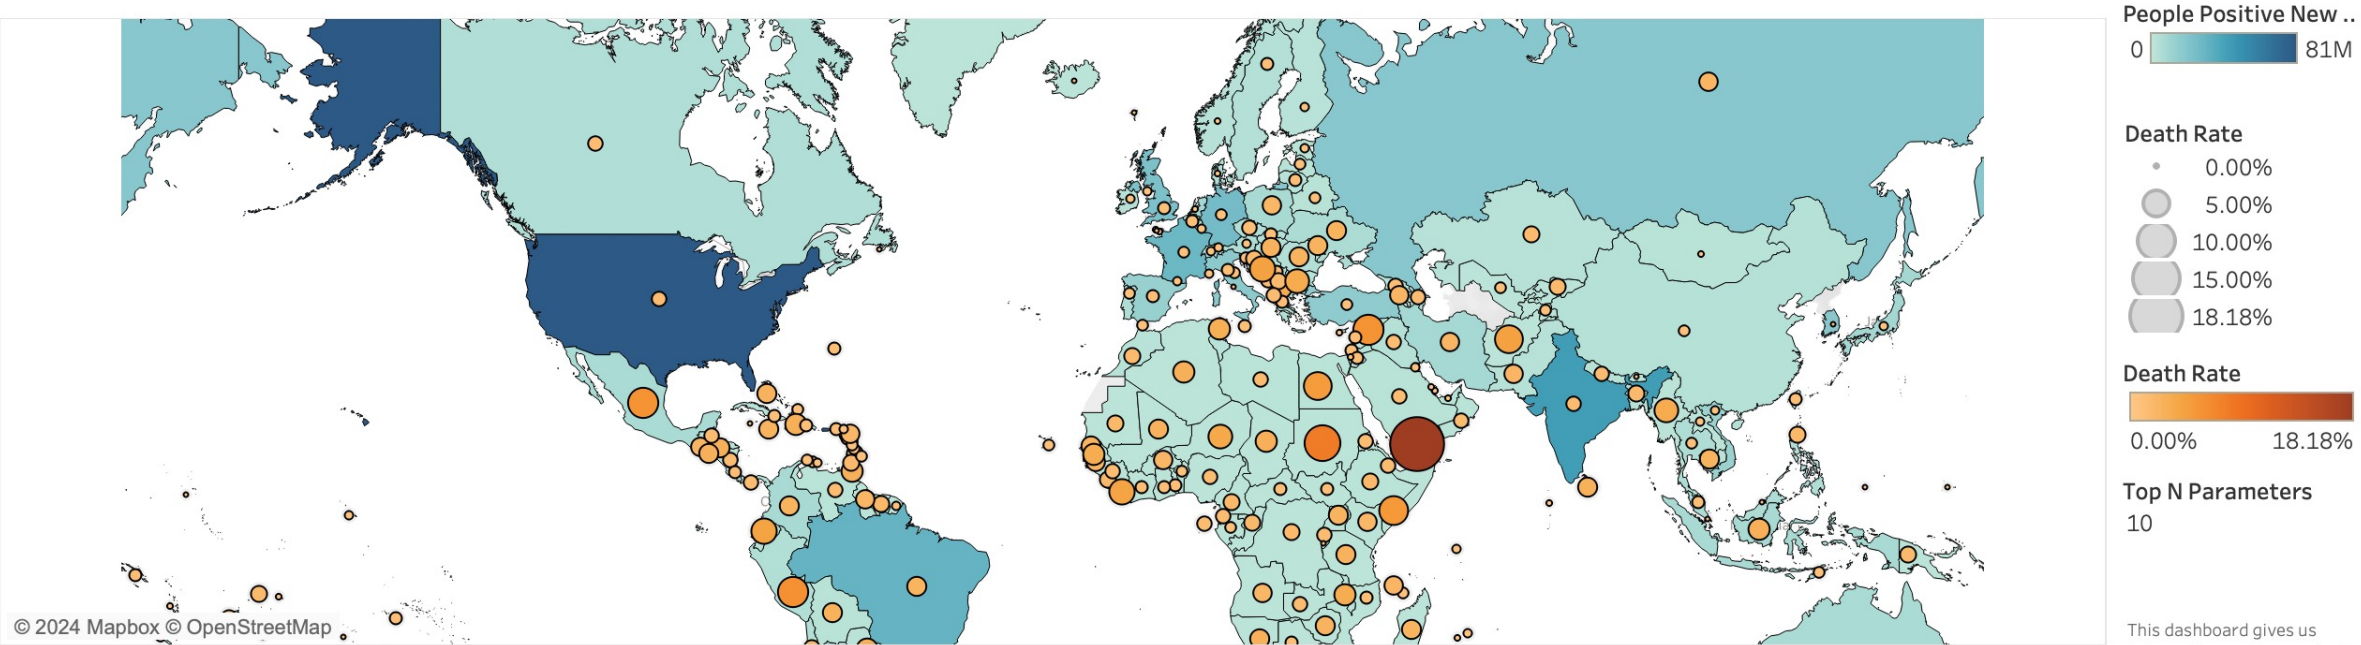 People Positive New ..
0 81M
Death Rate
0.00%
5.00%
10.00%
15.00%
18.18%
Death Rate
0.00% 18.18%
Top N Parameters
10
This dashboard gives us
© 2024 Mapbox © OpenStreetMap